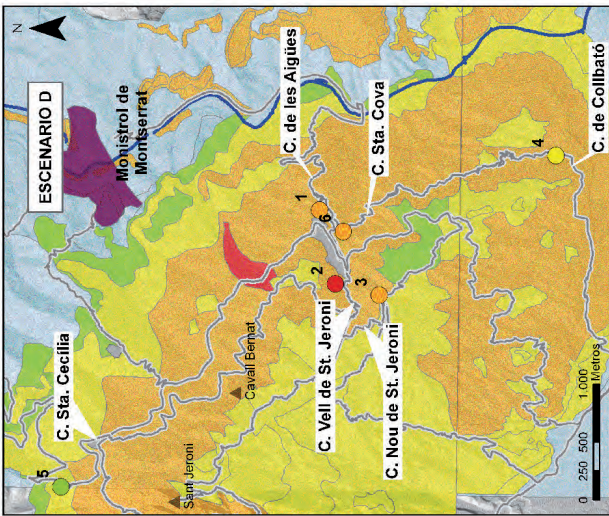 N
ESCENARIO D
Monistrol de
Montserrat
C. de les Aigües
C. Sta. Cova
1
6
2
3
4
5
C. de Collbató
C. Sta. Cecília
Cavall Bernat
Sant Jeroni
C. Vell de St. Jeroni
C. Nou de St. Jeroni
0 250 500 1.000
Metros